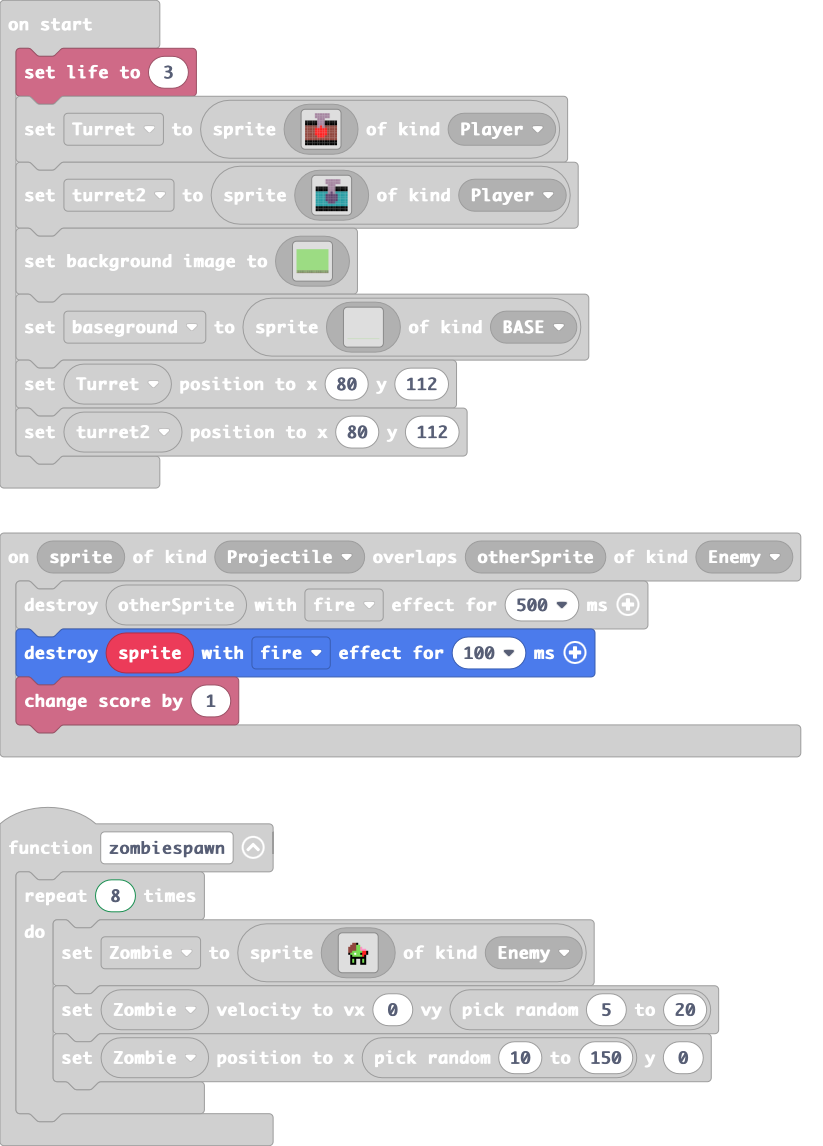 on start
set life to 3
set Turret to sprite of kind Player
set turret2 to sprite of kind Player
set background image to
set baseground to sprite of kind BASE
set Turret position to x 80 y 112
set turret2 position to x 80 y 112
on sprite of kind Projectile overlaps otherSprite of kind Enemy
destroy otherSprite with fire effect for 500 ms
destroy sprite with fire effect for 100 ms
change score by 1
function zombiespawn
repeat 8 times
do
set Zombie to sprite of kind Enemy
set Zombie velocity to vx 0 vy pick random 5 to 20
set Zombie position to x pick random 10 to 150 y 0